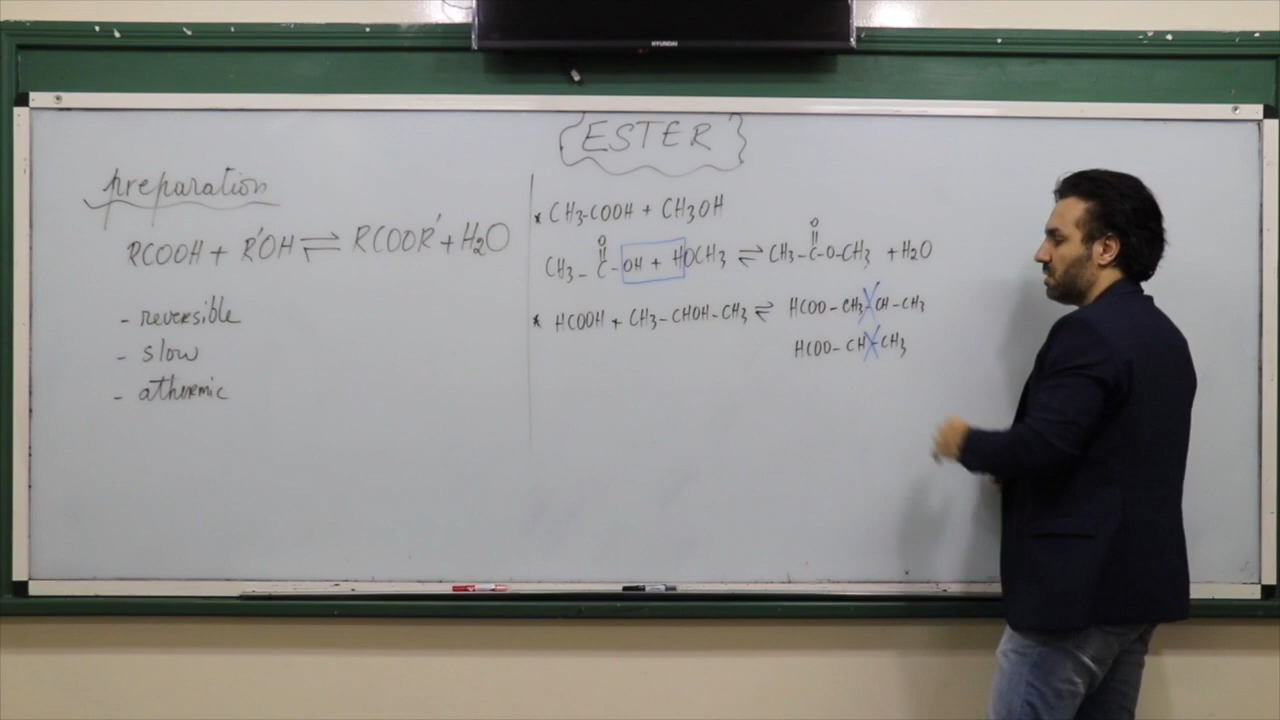 HYUNDAI
ESTER
preparation
RCOOH + R'OH ⇌ RCOOR' + H2O
- reversible
- slow
- athermic
* CH3-COOH + CH3OH
O O
CH3 - C - OH + HOCH3 ⇌ CH3 - C - O - CH3 + H2O
* HCOOH + CH3 - CHOH - CH3 ⇌ HCOO - CH3 - CH - CH3
HCOO - CH - CH3